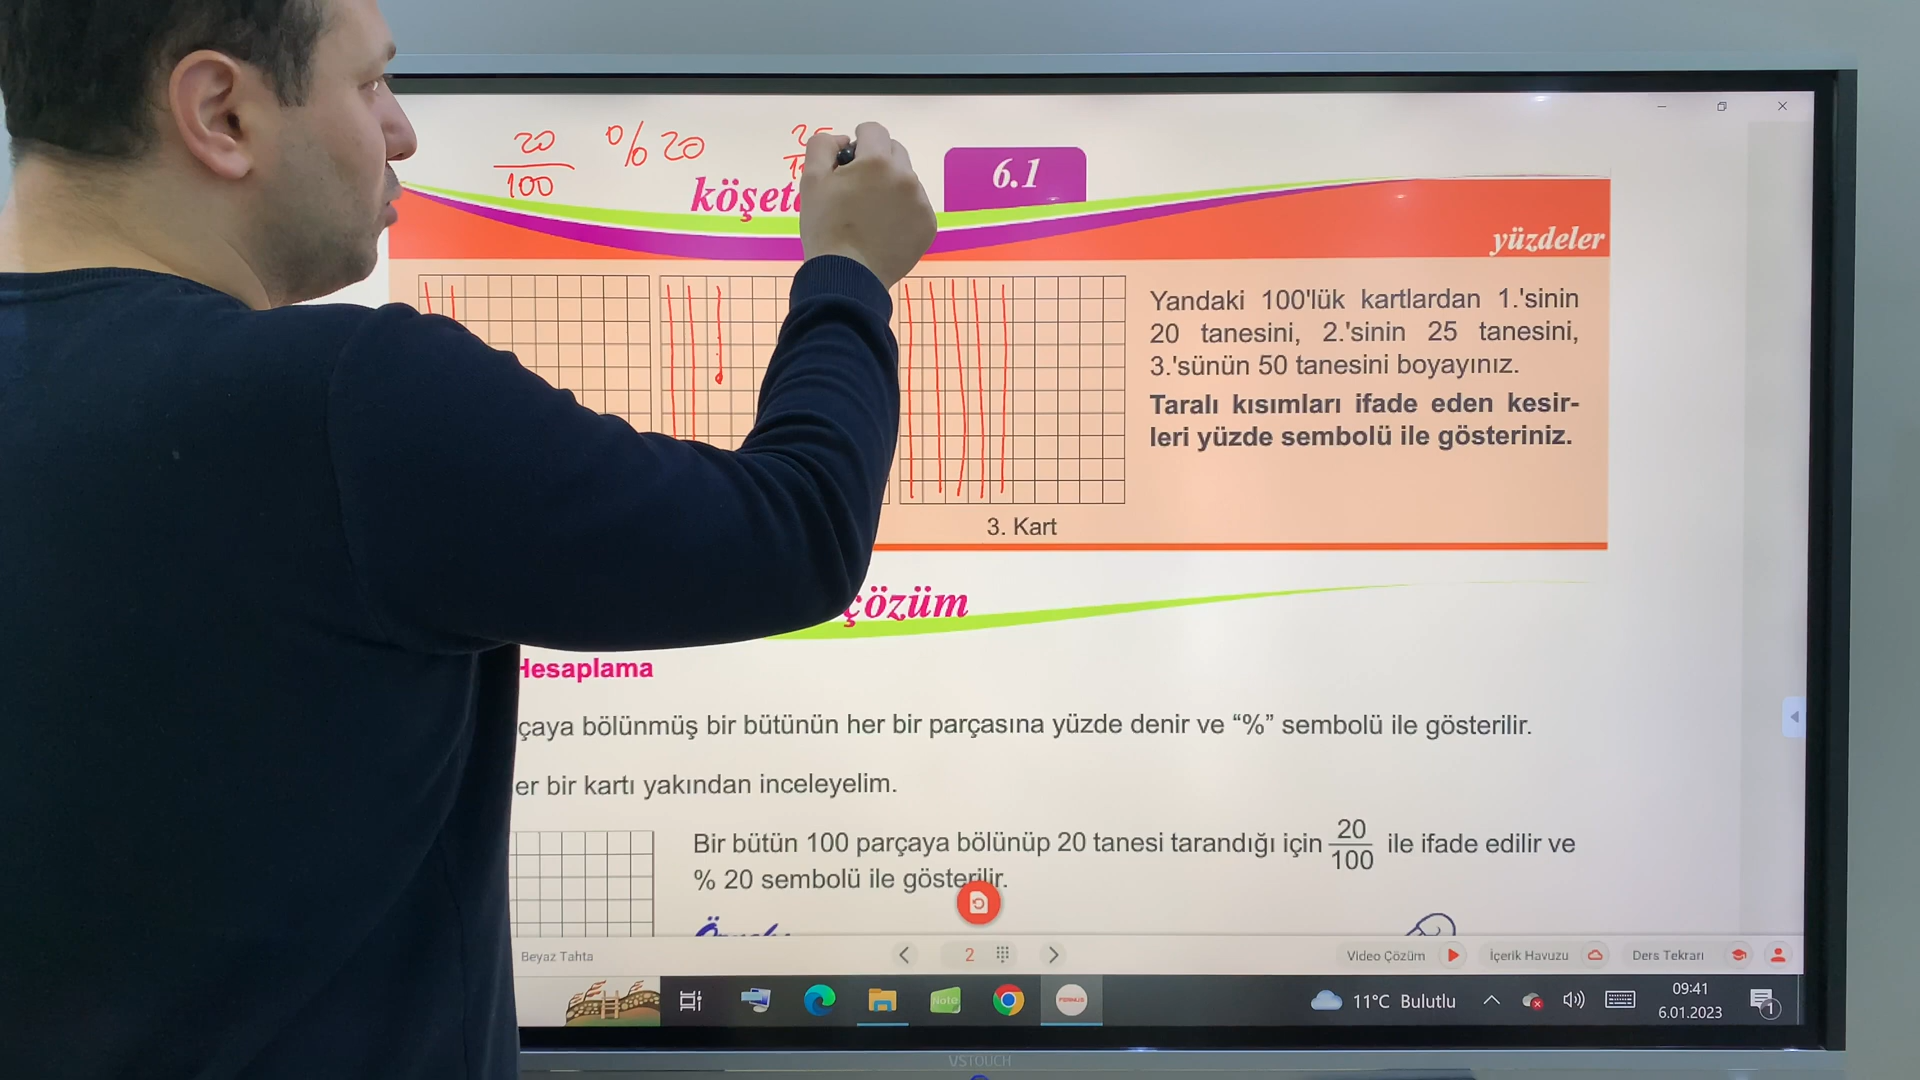 20
100
% 20
25
köşet
6.1
yüzdeler
Yandaki 100'lük kartlardan 1.'sinin
20 tanesini, 2.'sinin 25 tanesini,
3.'sünün 50 tanesini boyayınız.
Taralı kısımları ifade eden kesir-
leri yüzde sembolü ile gösteriniz.
3. Kart
çözüm
Hesaplama
çaya bölünmüş bir bütünün her bir parçasına yüzde denir ve “%” sembolü ile gösterilir.
er bir kartı yakından inceleyelim.
Bir bütün 100 parçaya bölünüp 20 tanesi tarandığı için 20/100 ile ifade edilir ve
% 20 sembolü ile gösterilir.
Beyaz Tahta
2
Video Çözüm
İçerik Havuzu
Ders Tekrarı
Note
11°C Bulutlu
09:41
6.01.2023
1
VSTOUCH